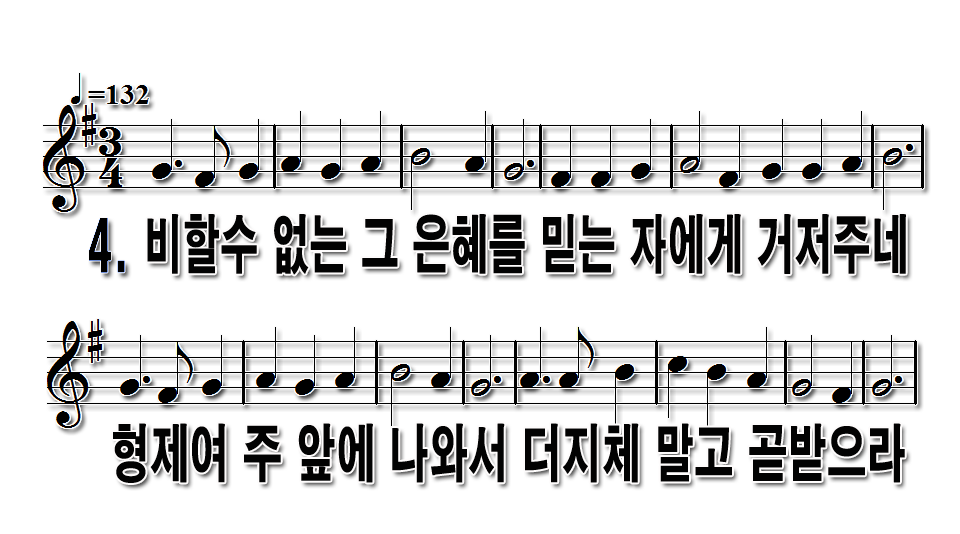 ♩=132
3
4
4. 비할수 없는 그 은혜를 믿는 자에게 거저주네
형제여 주 앞에 나와서 더지체 말고 곧받으라